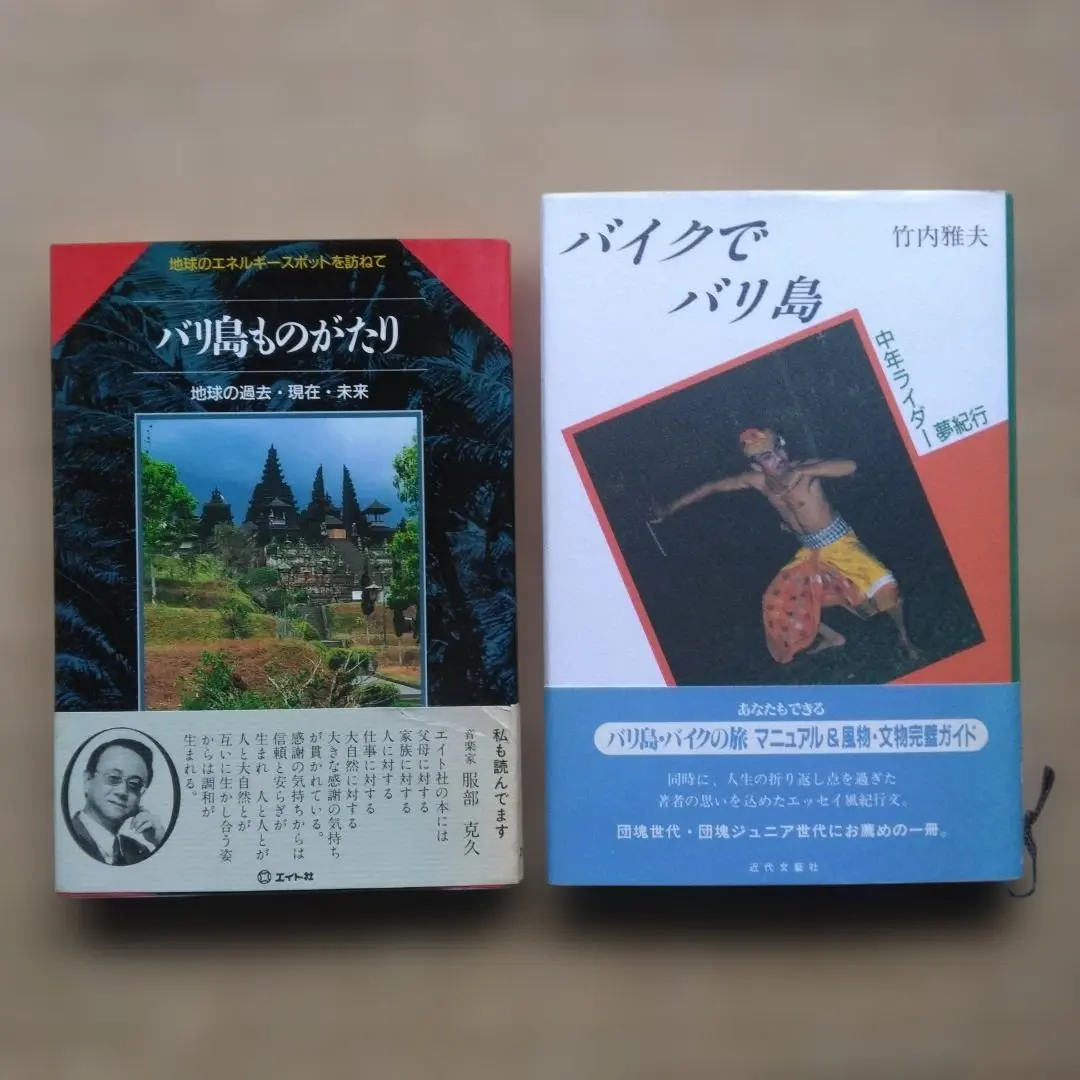 地球のエネルギースポットを訪ねて
バリ島ものがたり
地球の過去・現在・未来
私も読んでます
音楽家 服部 克久
エイト社の本には
父母に対する
家族に対する
人に対する
仕事に対する
大自然に対する
大きな感謝の気持ち
が貫かれている。
感謝の気持ちからは
信頼と安らぎが
生まれ 人と人とが
人と大自然とが
互いに生かし合う姿
からは調和が
生まれる。
エイト社
バイクで
バリ島
竹内雅夫
中年ライダー
夢紀行
あなたもできる
バリ島・バイクの旅 マニュアル&風物・文物完璧ガイド
同時に、人生の折り返し点を過ぎた
著者の思いを込めたエッセイ風紀行文。
団塊世代・団塊ジュニア世代にお薦めの一冊。
近代文藝社